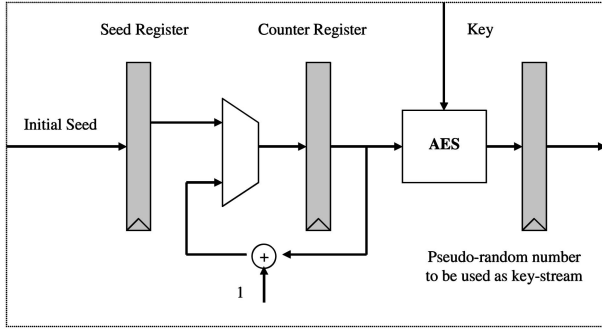 Seed Register
Counter Register
Key
Initial Seed
AES
+
1
Pseudo-random number
to be used as key-stream